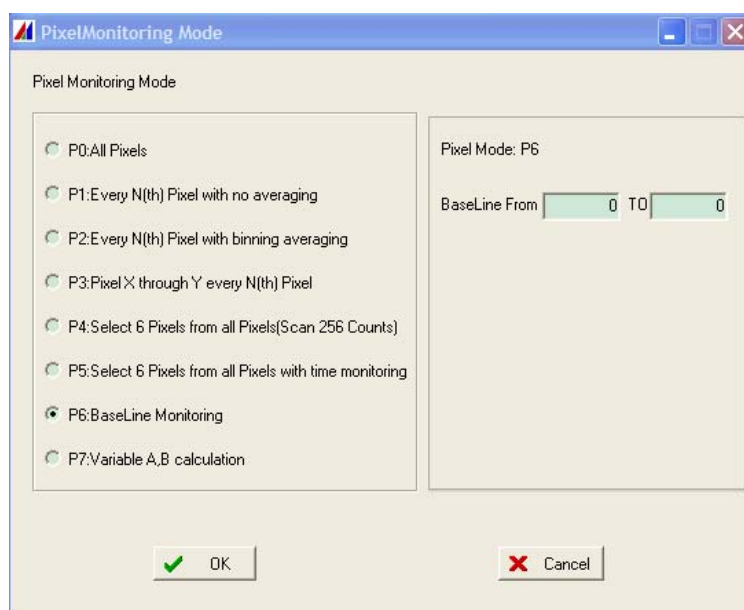 PixelMonitoring Mode
Pixel Monitoring Mode
P0:All Pixels
P1:Every N(th) Pixel with no averaging
P2:Every N(th) Pixel with binning averaging
P3:Pixel X through Y every N(th) Pixel
P4:Select 6 Pixels from all Pixels(Scan 256 Counts)
P5:Select 6 Pixels from all Pixels with time monitoring
P6:BaseLine Monitoring
P7:Variable A,B calculation
Pixel Mode: P6
BaseLine From 0 TO 0
OK
Cancel